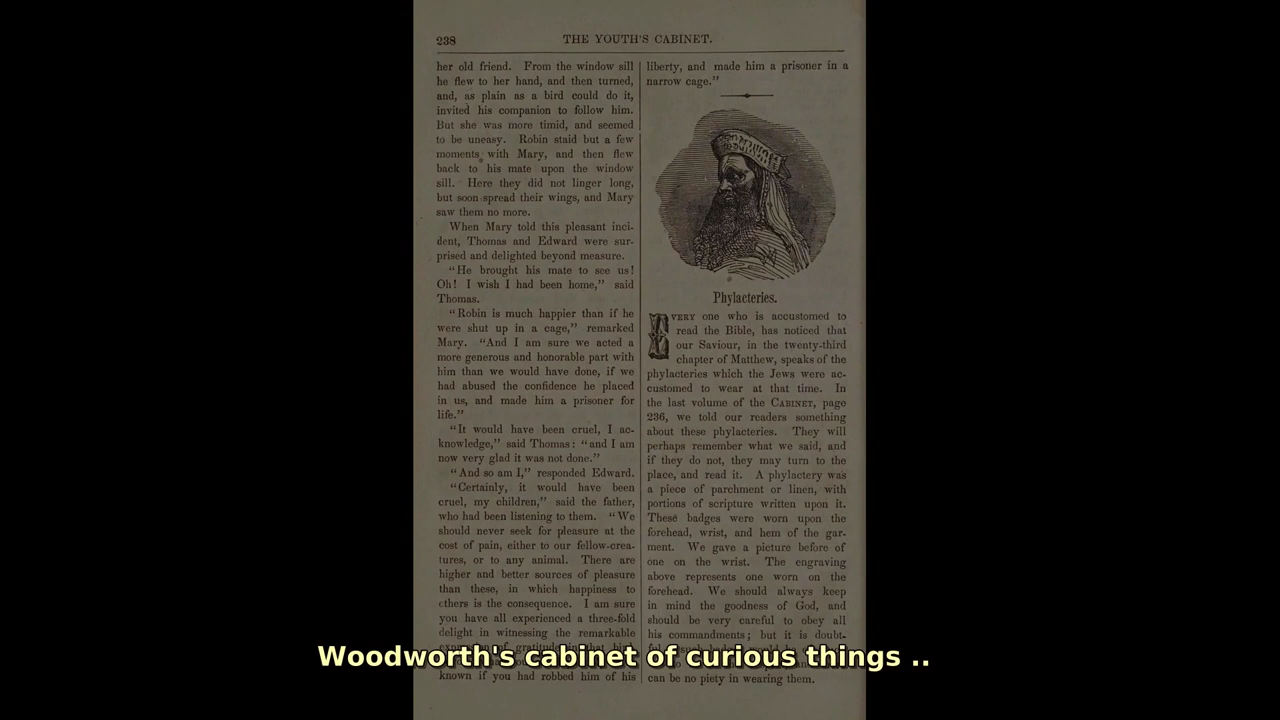 238
THE YOUTH'S CABINET.
her old friend. From the window sill
he flew to her hand, and then turned,
and, as plain as a bird could do it,
invited his companion to follow him.
But she was more timid, and seemed
to be uneasy. Robin staid but a few
moments with Mary, and then flew
back to his mate upon the window
sill. Here they did not linger long,
but soon spread their wings, and Mary
saw them no more.
When Mary told this pleasant inci-
dent, Thomas and Edward were sur-
prised and delighted beyond measure.
"He brought his mate to see us!
Oh! I wish I had been home," said
Thomas.
"Robin is much happier than if he
were shut up in a cage," remarked
Mary. "And I am sure we acted a
more generous and honorable part with
him than we would have done, if we
had abused the confidence he placed
in us, and made him a prisoner for
life."
"It would have been cruel, I ac-
knowledge," said Thomas: "and I am
now very glad it was not done."
"And so am I," responded Edward.
"Certainly, it would have been
cruel, my children," said the father,
who had been listening to them. "We
should never seek for pleasure at the
cost of pain, either to our fellow-crea-
tures, or to any animal. There are
higher and better sources of pleasure
than these, in which happiness to
others is the consequence. I am sure
you have all experienced a three-fold
delight in witnessing the remarkable
known if you had robbed him of his
liberty, and made him a prisoner in a
narrow cage."
Phylacteries.
EVERY one who is accustomed to
read the Bible, has noticed that
our Saviour, in the twenty-third
chapter of Matthew, speaks of the
phylacteries which the Jews were ac-
customed to wear at that time. In
the last volume of the CABINET, page
236, we told our readers something
about these phylacteries. They will
perhaps remember what we said, and
if they do not, they may turn to the
place, and read it. A phylactery was
a piece of parchment or linen, with
portions of scripture written upon it.
These badges were worn upon the
forehead, wrist, and hem of the gar-
ment. We gave a picture before of
one on the wrist. The engraving
above represents one worn on the
forehead. We should always keep
in mind the goodness of God, and
should be very careful to obey all
his commandments; but it is doubt-
can be no piety in wearing them.
Woodworth's cabinet of curious things ..